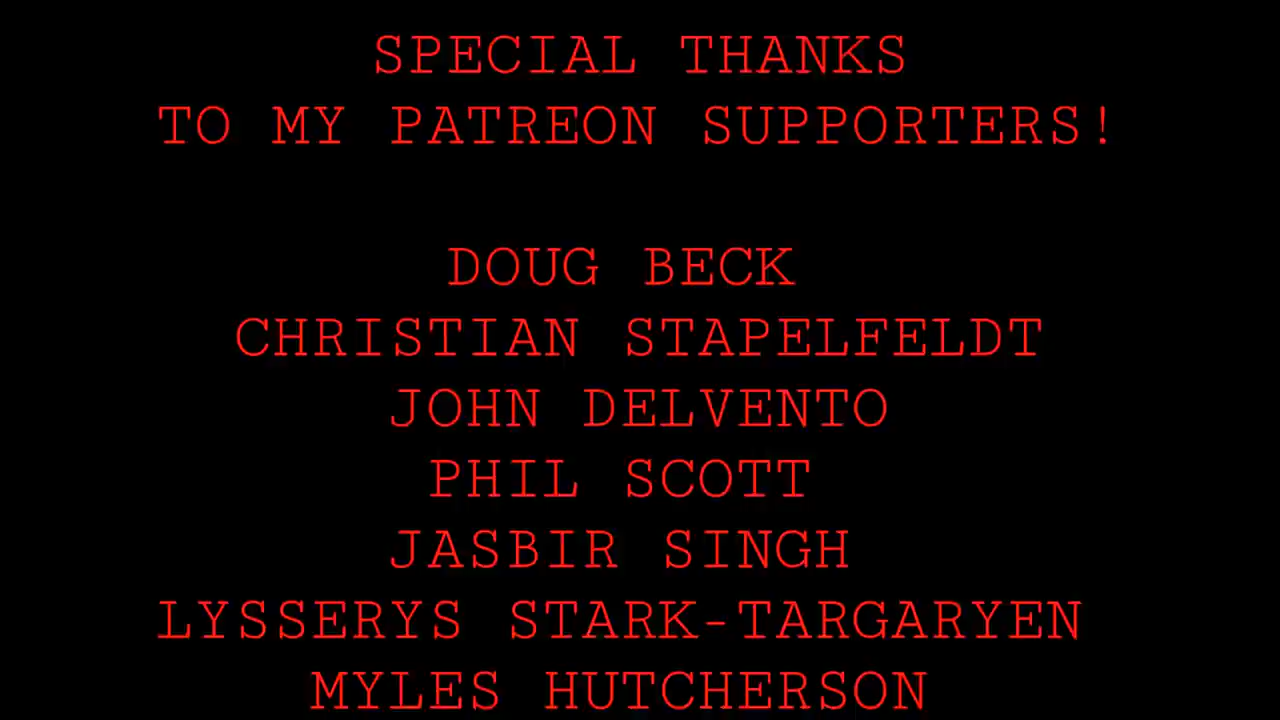 SPECIAL THANKS
TO MY PATREON SUPPORTERS!
DOUG BECK
CHRISTIAN STAPELFELDT
JOHN DELVENTO
PHIL SCOTT
JASBIR SINGH
LYSSERYS STARK-TARGARYEN
MYLES HUTCHERSON